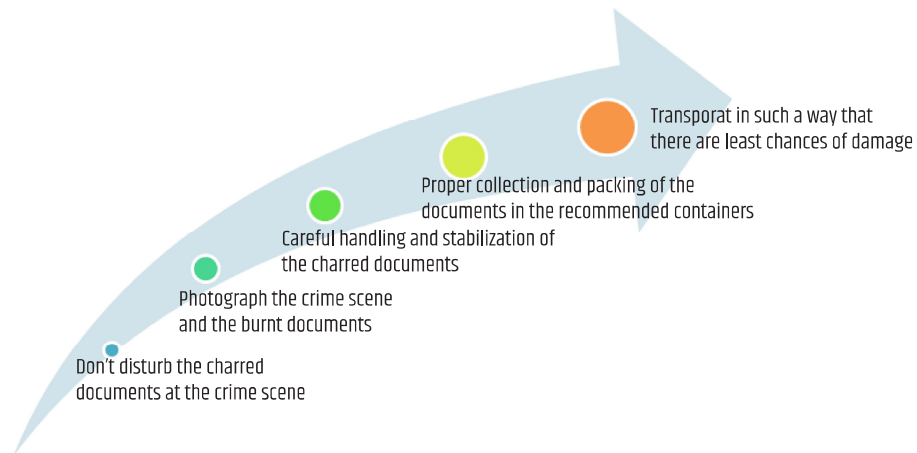 Transporat in such a way that
there are least chances of damage
Proper collection and packing of the
documents in the recommended containers
Careful handling and stabilization of
the charred documents
Photograph the crime scene
and the burnt documents
Don't disturb the charred
documents at the crime scene